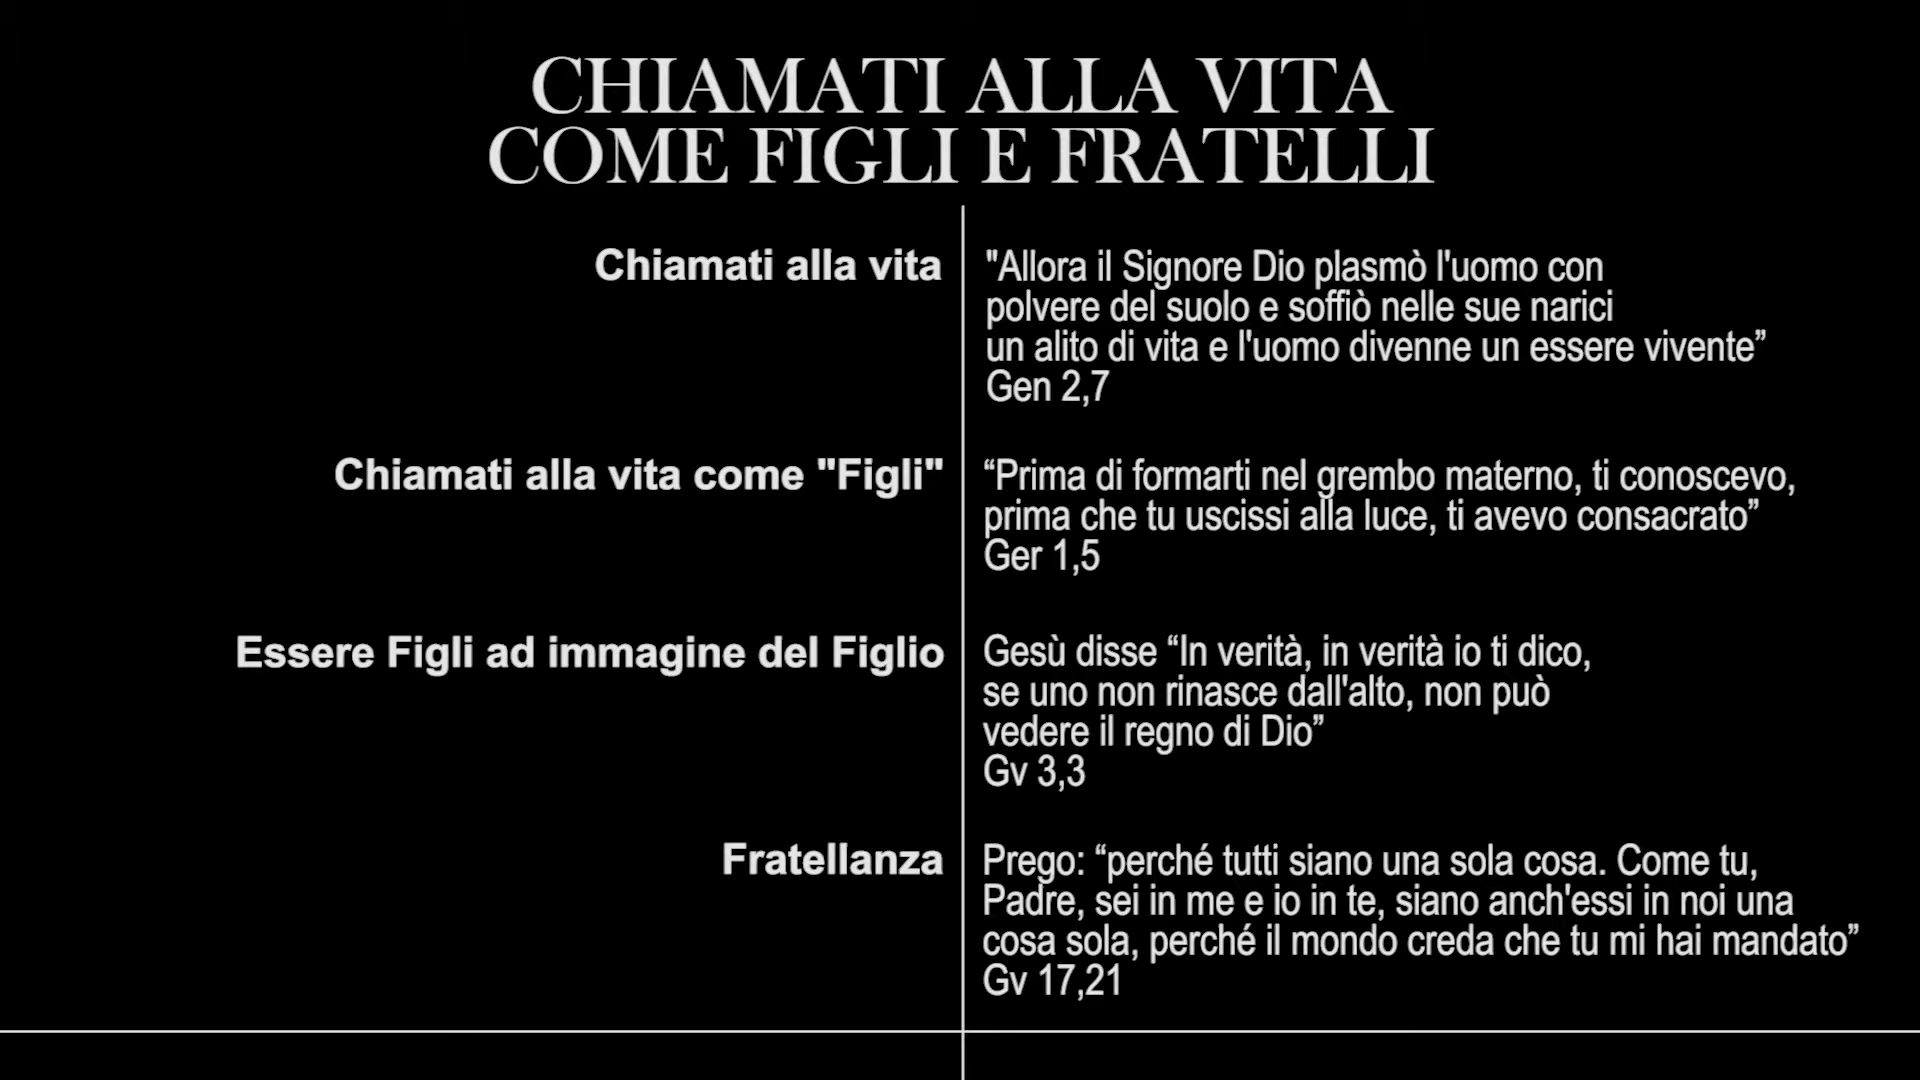 CHIAMATI ALLA VITA
COME FIGLI E FRATELLI
Chiamati alla vita
"Allora il Signore Dio plasmò l'uomo con
polvere del suolo e soffiò nelle sue narici
un alito di vita e l'uomo divenne un essere vivente”
Gen 2,7
Chiamati alla vita come "Figli"
“Prima di formarti nel grembo materno, ti conoscevo,
prima che tu uscissi alla luce, ti avevo consacrato”
Ger 1,5
Essere Figli ad immagine del Figlio
Gesù disse “In verità, in verità io ti dico,
se uno non rinasce dall'alto, non può
vedere il regno di Dio”
Gv 3,3
Fratellanza
Prego: “perché tutti siano una sola cosa. Come tu,
Padre, sei in me e io in te, siano anch'essi in noi una
cosa sola, perché il mondo creda che tu mi hai mandato”
Gv 17,21